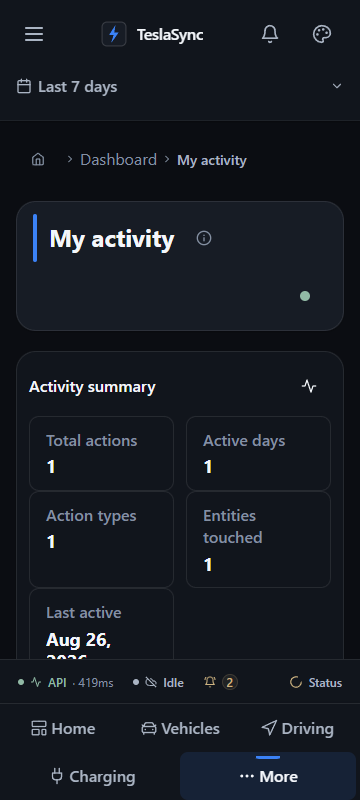 TeslaSync
Last 7 days
Dashboard > My activity
My activity
Activity summary
Total actions
1
Active days
1
Action types
1
Entities
touched
1
Last active
Aug 26,
2026
API · 419ms
Idle
2
Status
Home
Vehicles
Driving
Charging
More